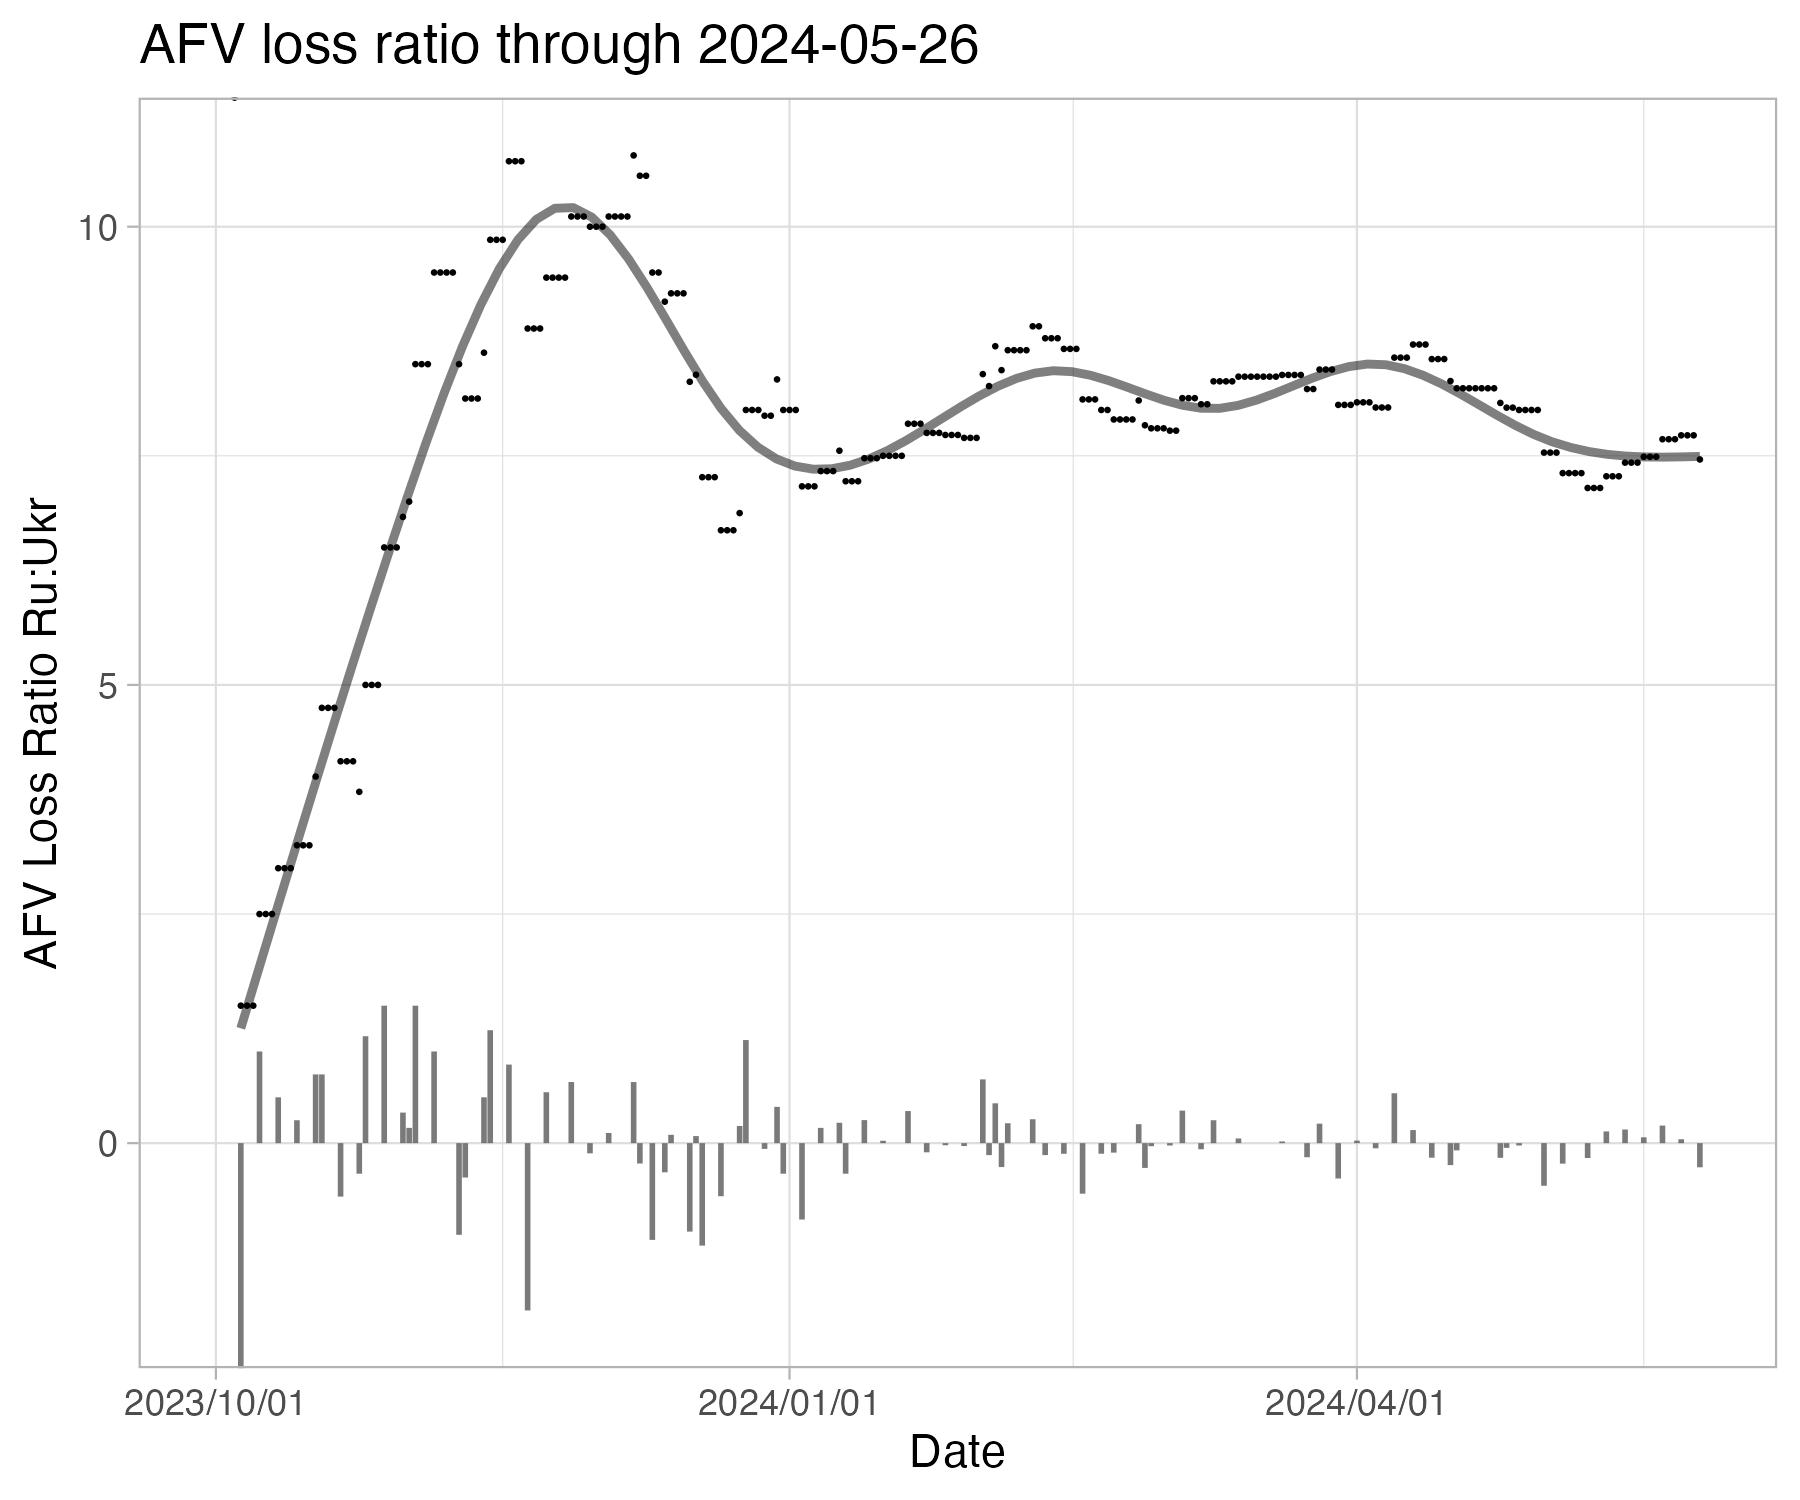 AFV loss ratio through 2024-05-26
AFV Loss Ratio Ru:Ukr
10
5
0
2023/10/01
2024/01/01
2024/04/01
Date